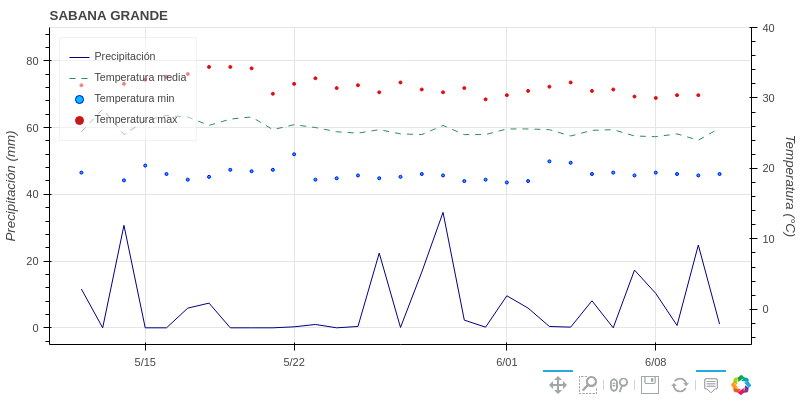 SABANA GRANDE
Precipitación
Temperatura media
Temperatura min
Temperatura max
80
60
40
20
0
40
30
20
10
0
Precipitación (mm)
Temperatura (°C)
5/15
5/22
6/01
6/08